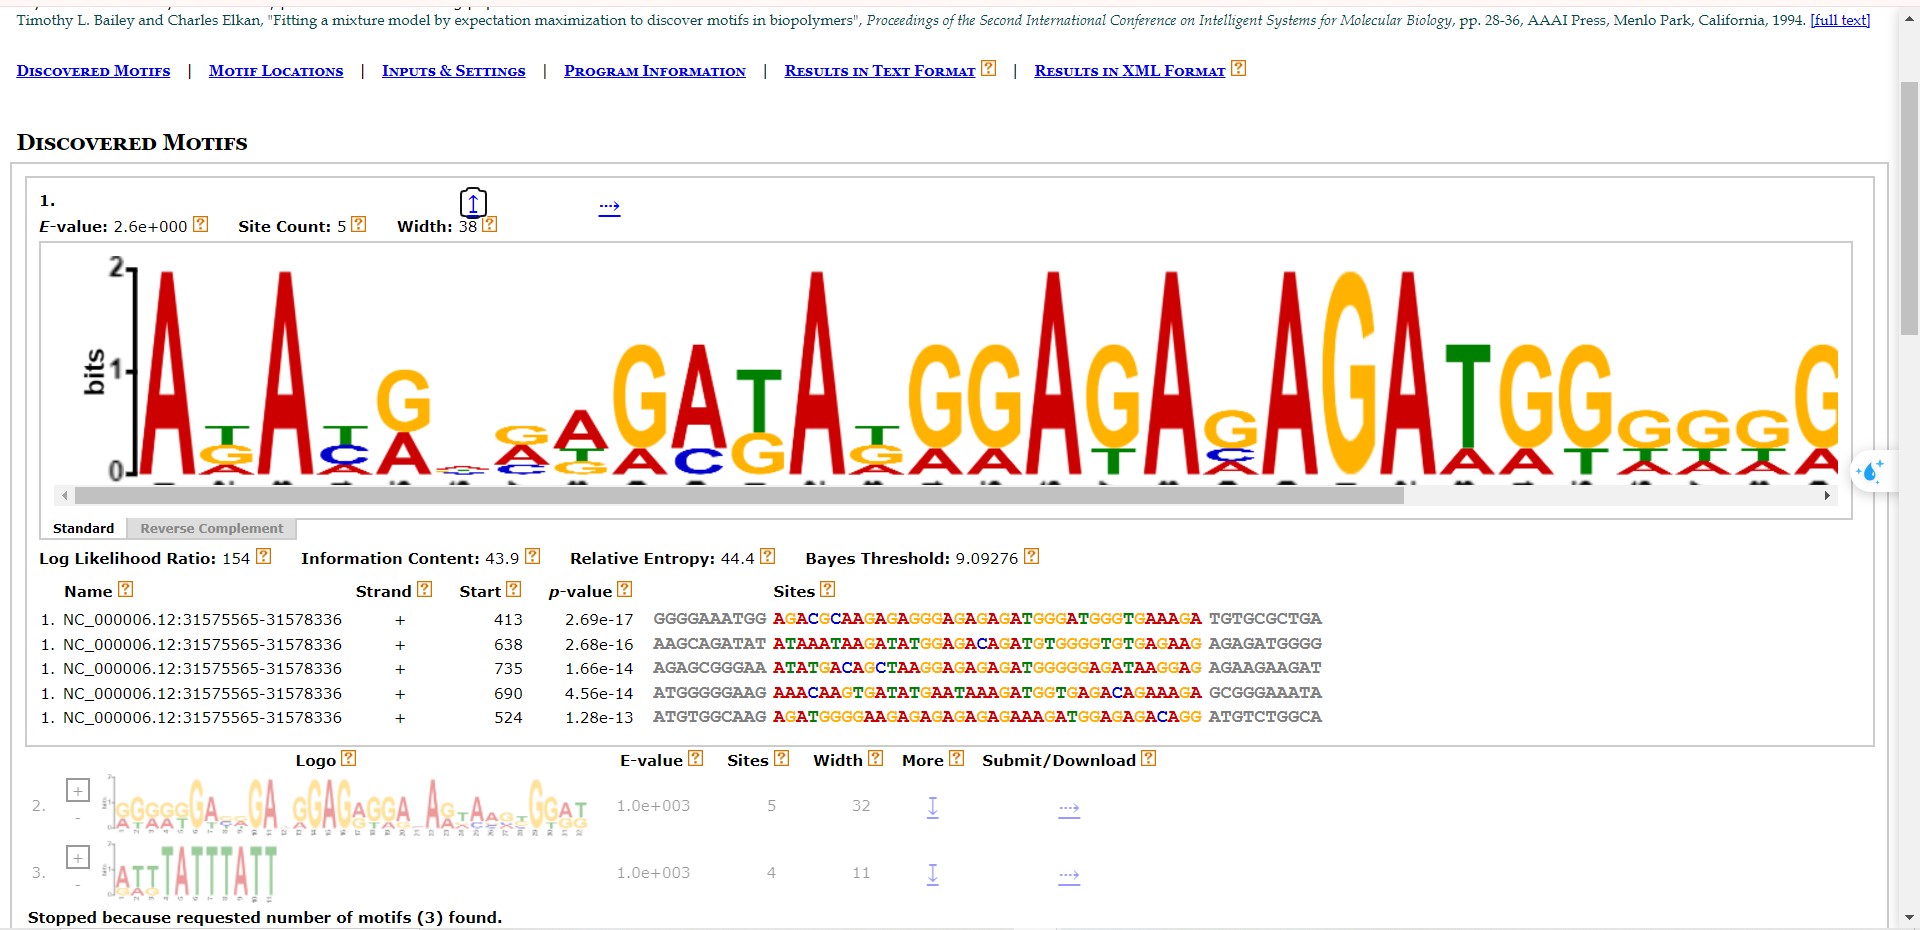 Timothy L. Bailey and Charles Elkan, "Fitting a mixture model by expectation maximization to discover motifs in biopolymers", Proceedings of the Second International Conference on Intelligent Systems for Molecular Biology, pp. 28-36, AAAI Press, Menlo Park, California, 1994. [full text]
Discovered Motifs | Motif Locations | Inputs & Settings | Program Information | Results in Text Format ? | Results in XML Format ?
Discovered Motifs
1. ↥ ⇢
E-value: 2.6e+000 ? Site Count: 5 ? Width: 38 ?
2
bits
1
0
Standard Reverse Complement
Log Likelihood Ratio: 154 ? Information Content: 43.9 ? Relative Entropy: 44.4 ? Bayes Threshold: 9.09276 ?
Name ? Strand ? Start ? p-value ? Sites ?
1. NC_000006.12:31575565-31578336 + 413 2.69e-17 GGGGAAATGG AGACGCAAGAGAGGGAGAGAGATGGGATGGGTGAAAGA TGTGCGCTGA
1. NC_000006.12:31575565-31578336 + 638 2.68e-16 AAGCAGATAT ATAAATAAGATATGGAGACAGATGTGGGGTGTGAGAAG AGAGATGGGG
1. NC_000006.12:31575565-31578336 + 735 1.66e-14 AGAGCGGGAA ATATGACAGCTAAGGAGAGAGATGGGGGAGATAAGGAG AGAAGAAGAT
1. NC_000006.12:31575565-31578336 + 690 4.56e-14 ATGGGGGAAG AAACAAGTGATATGAATAAAGATGGTGAGACAGAAAGA GCGGGAAATA
1. NC_000006.12:31575565-31578336 + 524 1.28e-13 ATGTGGCAAG AGATGGGGAAGAGAGAGAGAGAAAGATGGAGAGACAGG ATGTCTGGCA
Logo ? E-value ? Sites ? Width ? More ? Submit/Download ?
2. + - 1.0e+003 5 32 ↧ ⇢
3. + - 1.0e+003 4 11 ↧ ⇢
Stopped because requested number of motifs (3) found.